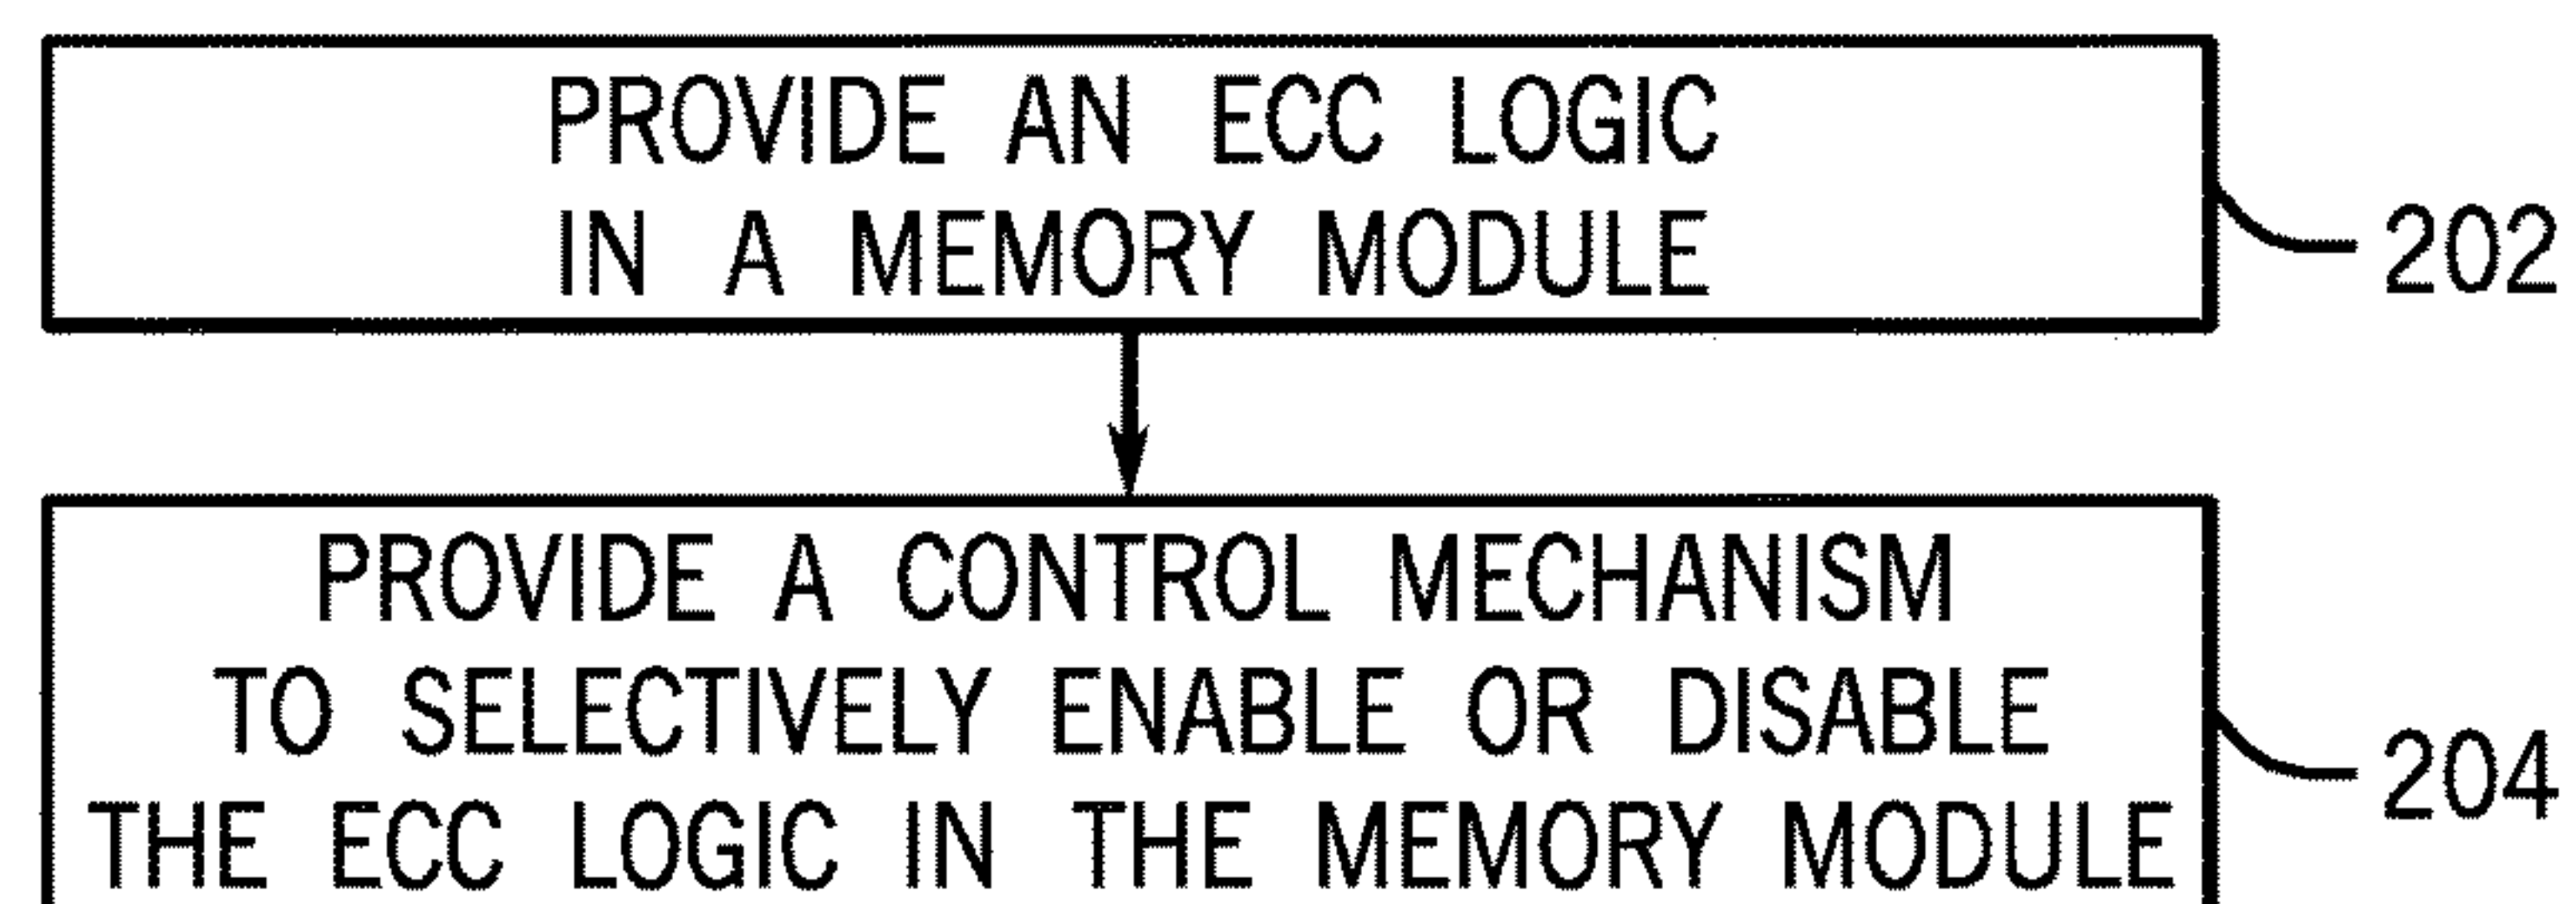 PROVIDE AN ECC LOGIC
IN A MEMORY MODULE
202
PROVIDE A CONTROL MECHANISM
TO SELECTIVELY ENABLE OR DISABLE
THE ECC LOGIC IN THE MEMORY MODULE
204